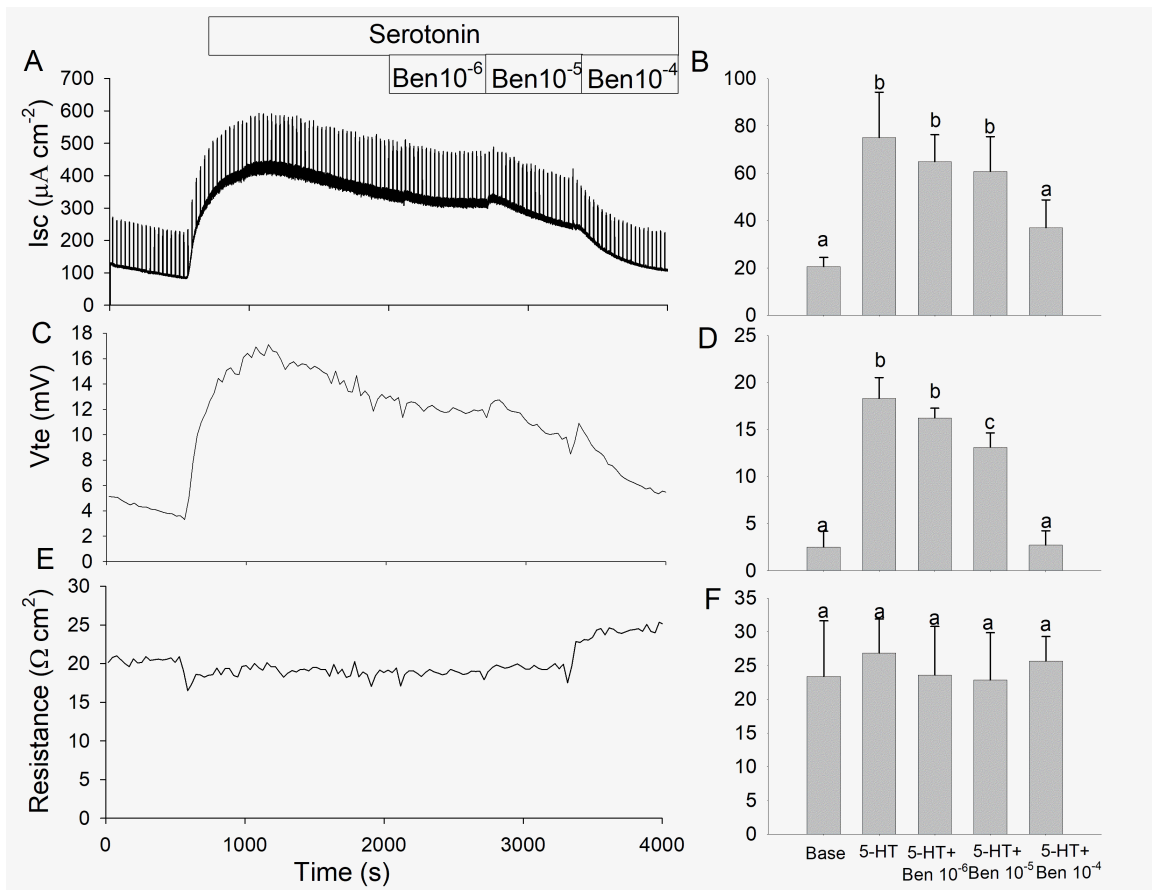 Serotonin
Ben10-6 Ben10-5 Ben10-4
A
Isc (μA cm-2)
700
600
500
400
300
200
100
0
B
100
80
60
40
20
0
a
b
b
b
a
C
Vte (mV)
18
16
14
12
10
8
6
4
2
0
D
25
20
15
10
5
0
a
b
b
c
a
E
Resistance (Ω cm2)
30
25
20
15
10
5
0
0 1000 2000 3000 4000
Time (s)
F
35
30
25
20
15
10
5
0
a
a
a
a
a
Base 5-HT 5-HT+ 5-HT+ 5-HT+
Ben 10-6 Ben 10-5 Ben 10-4